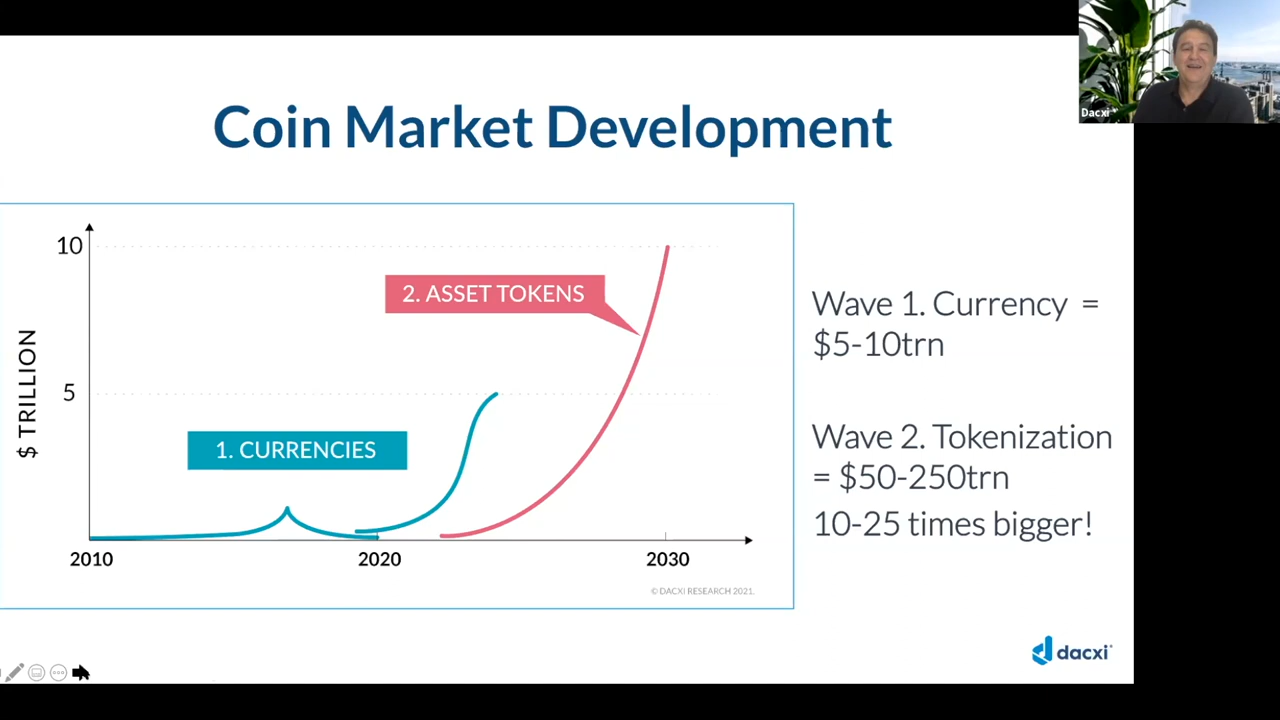 Coin Market Development
Dacxi
10
2. ASSET TOKENS
$ TRILLION
5
1. CURRENCIES
2010
2020
2030
© DACXI RESEARCH 2021.
Wave 1. Currency =
$5-10trn
Wave 2. Tokenization
= $50-250trn
10-25 times bigger!
dacxi